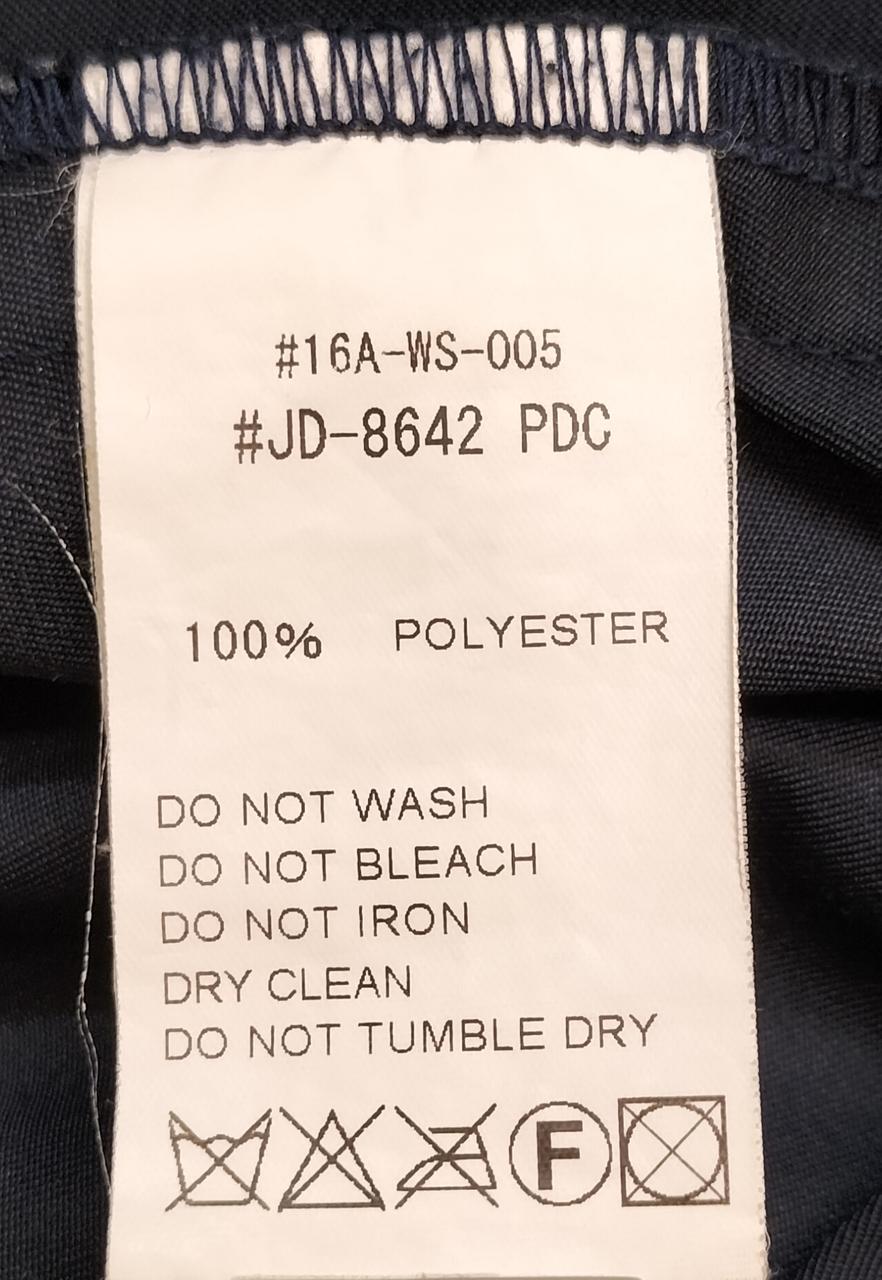 #16A-WS-005
#JD-8642 PDC
100% POLYESTER
DO NOT WASH
DO NOT BLEACH
DO NOT IRON
DRY CLEAN
DO NOT TUMBLE DRY
F